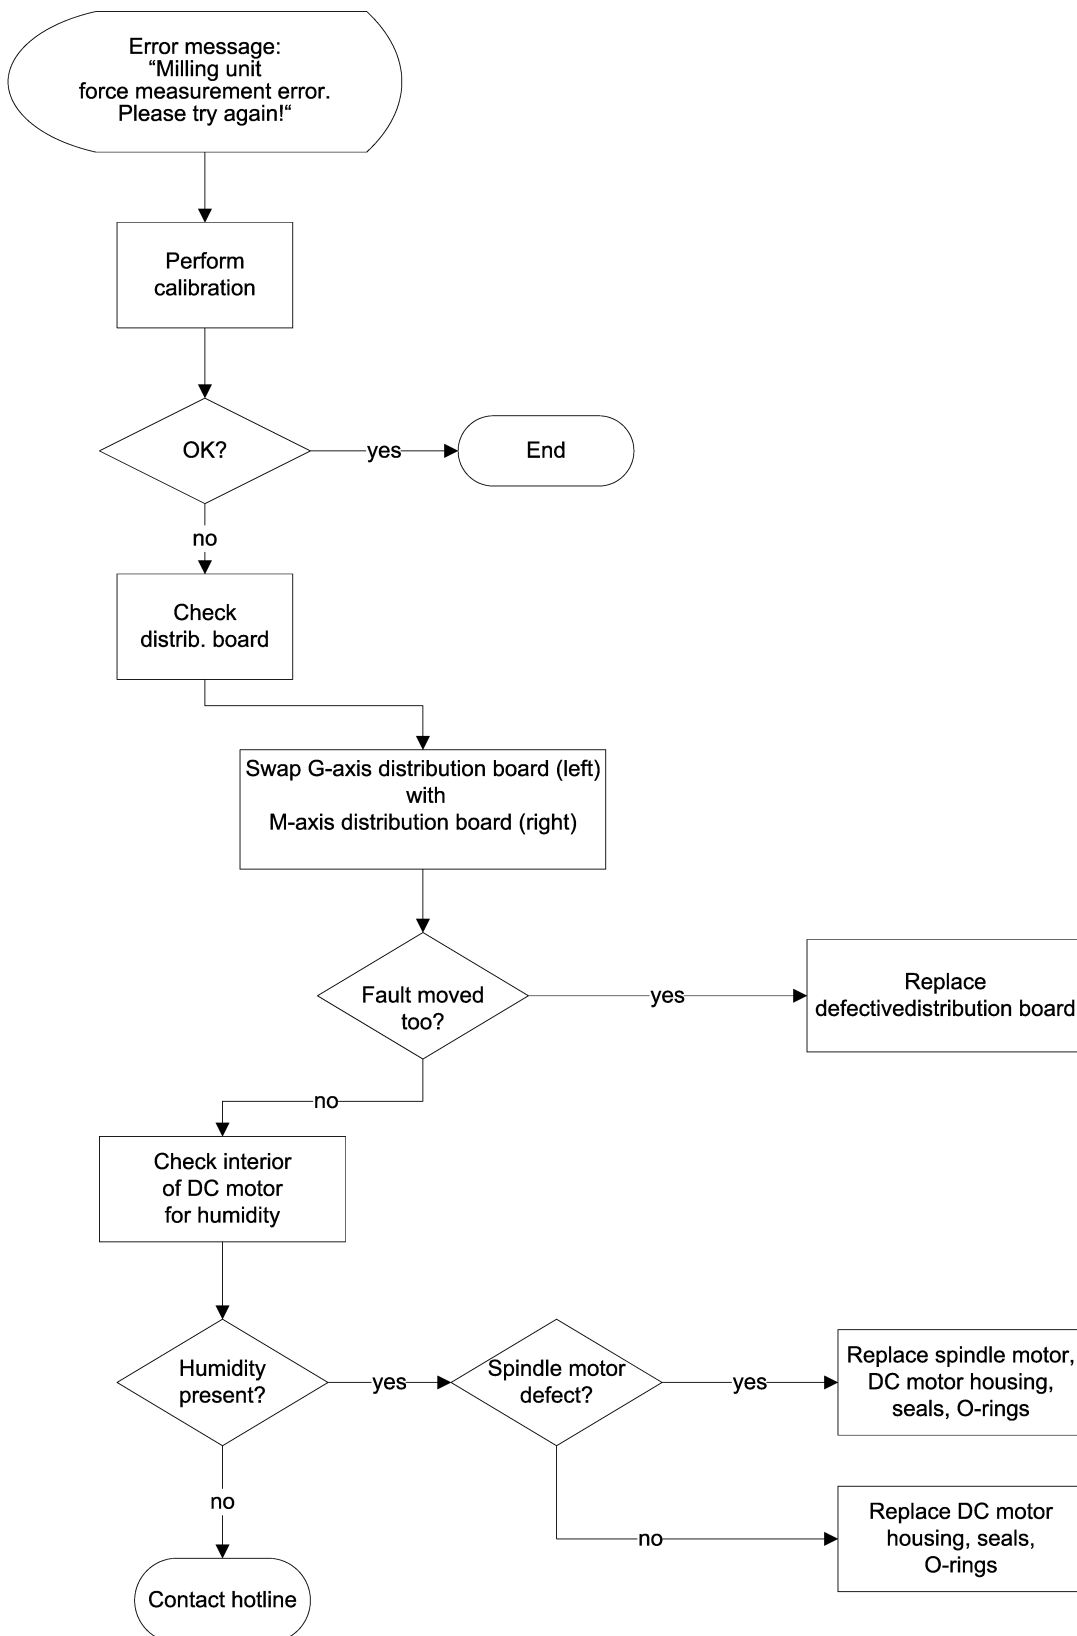 Error message:
“Milling unit
force measurement error.
Please try again!“
Perform
calibration
OK?
yes
End
no
Check
distrib. board
Swap G-axis distribution board (left)
with
M-axis distribution board (right)
Fault moved
too?
yes
Replace
defectivedistribution board
no
Check interior
of DC motor
for humidity
Humidity
present?
yes
Spindle motor
defect?
yes
Replace spindle motor,
DC motor housing,
seals, O-rings
no
Replace DC motor
housing, seals,
O-rings
no
Contact hotline